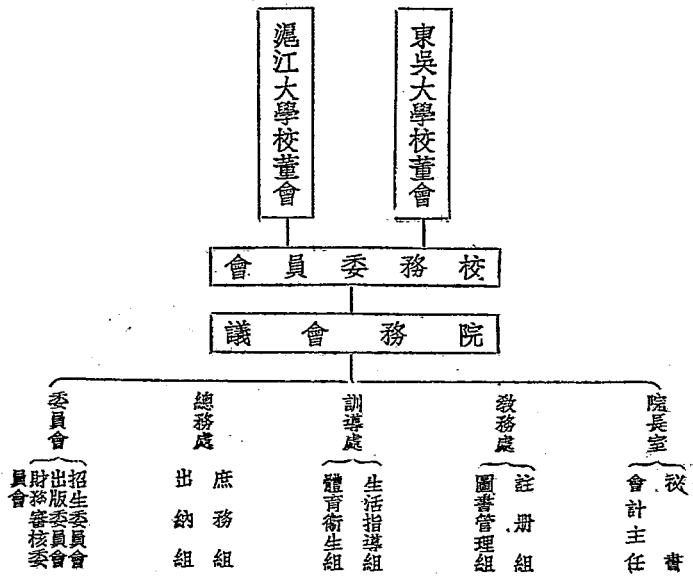 東吳大學校董會
滬江大學校董會
校務委員會
院務會議
院長室
秘書
會計主任
教務處
註册組
圖書管理組
訓導處
生活指導組
體育衞生組
總務處
庶務組
出納組
委員會
招生委員會
出版委員會
財務審核委
員會